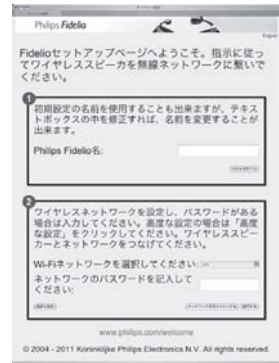 Philips Fidelio
English
Fidelioセットアップページへようこそ。指示に従っ
てワイヤレススピーカを無線ネットワークに繋いで
ください。
1
初期設定の名前を使用することも出来ますが、テキス
トボックスの中を修正すれば、名前を変更することが
出来ます。
Philips Fidelio名:
2
ワイヤレスネットワークを設定し、パスワードがある
場合は入力してください。高度な設定の場合は「高度
な設定」をクリックしてください。ワイヤレススピー
カーとネットワークをつなげてください。
Wi-Fiネットワークを選択してください:
ネットワークのパスワードを記入して
ください:
www.philips.com/welcome
© 2004 - 2011 Koninklijke Philips Electronics N.V. All rights reserved.